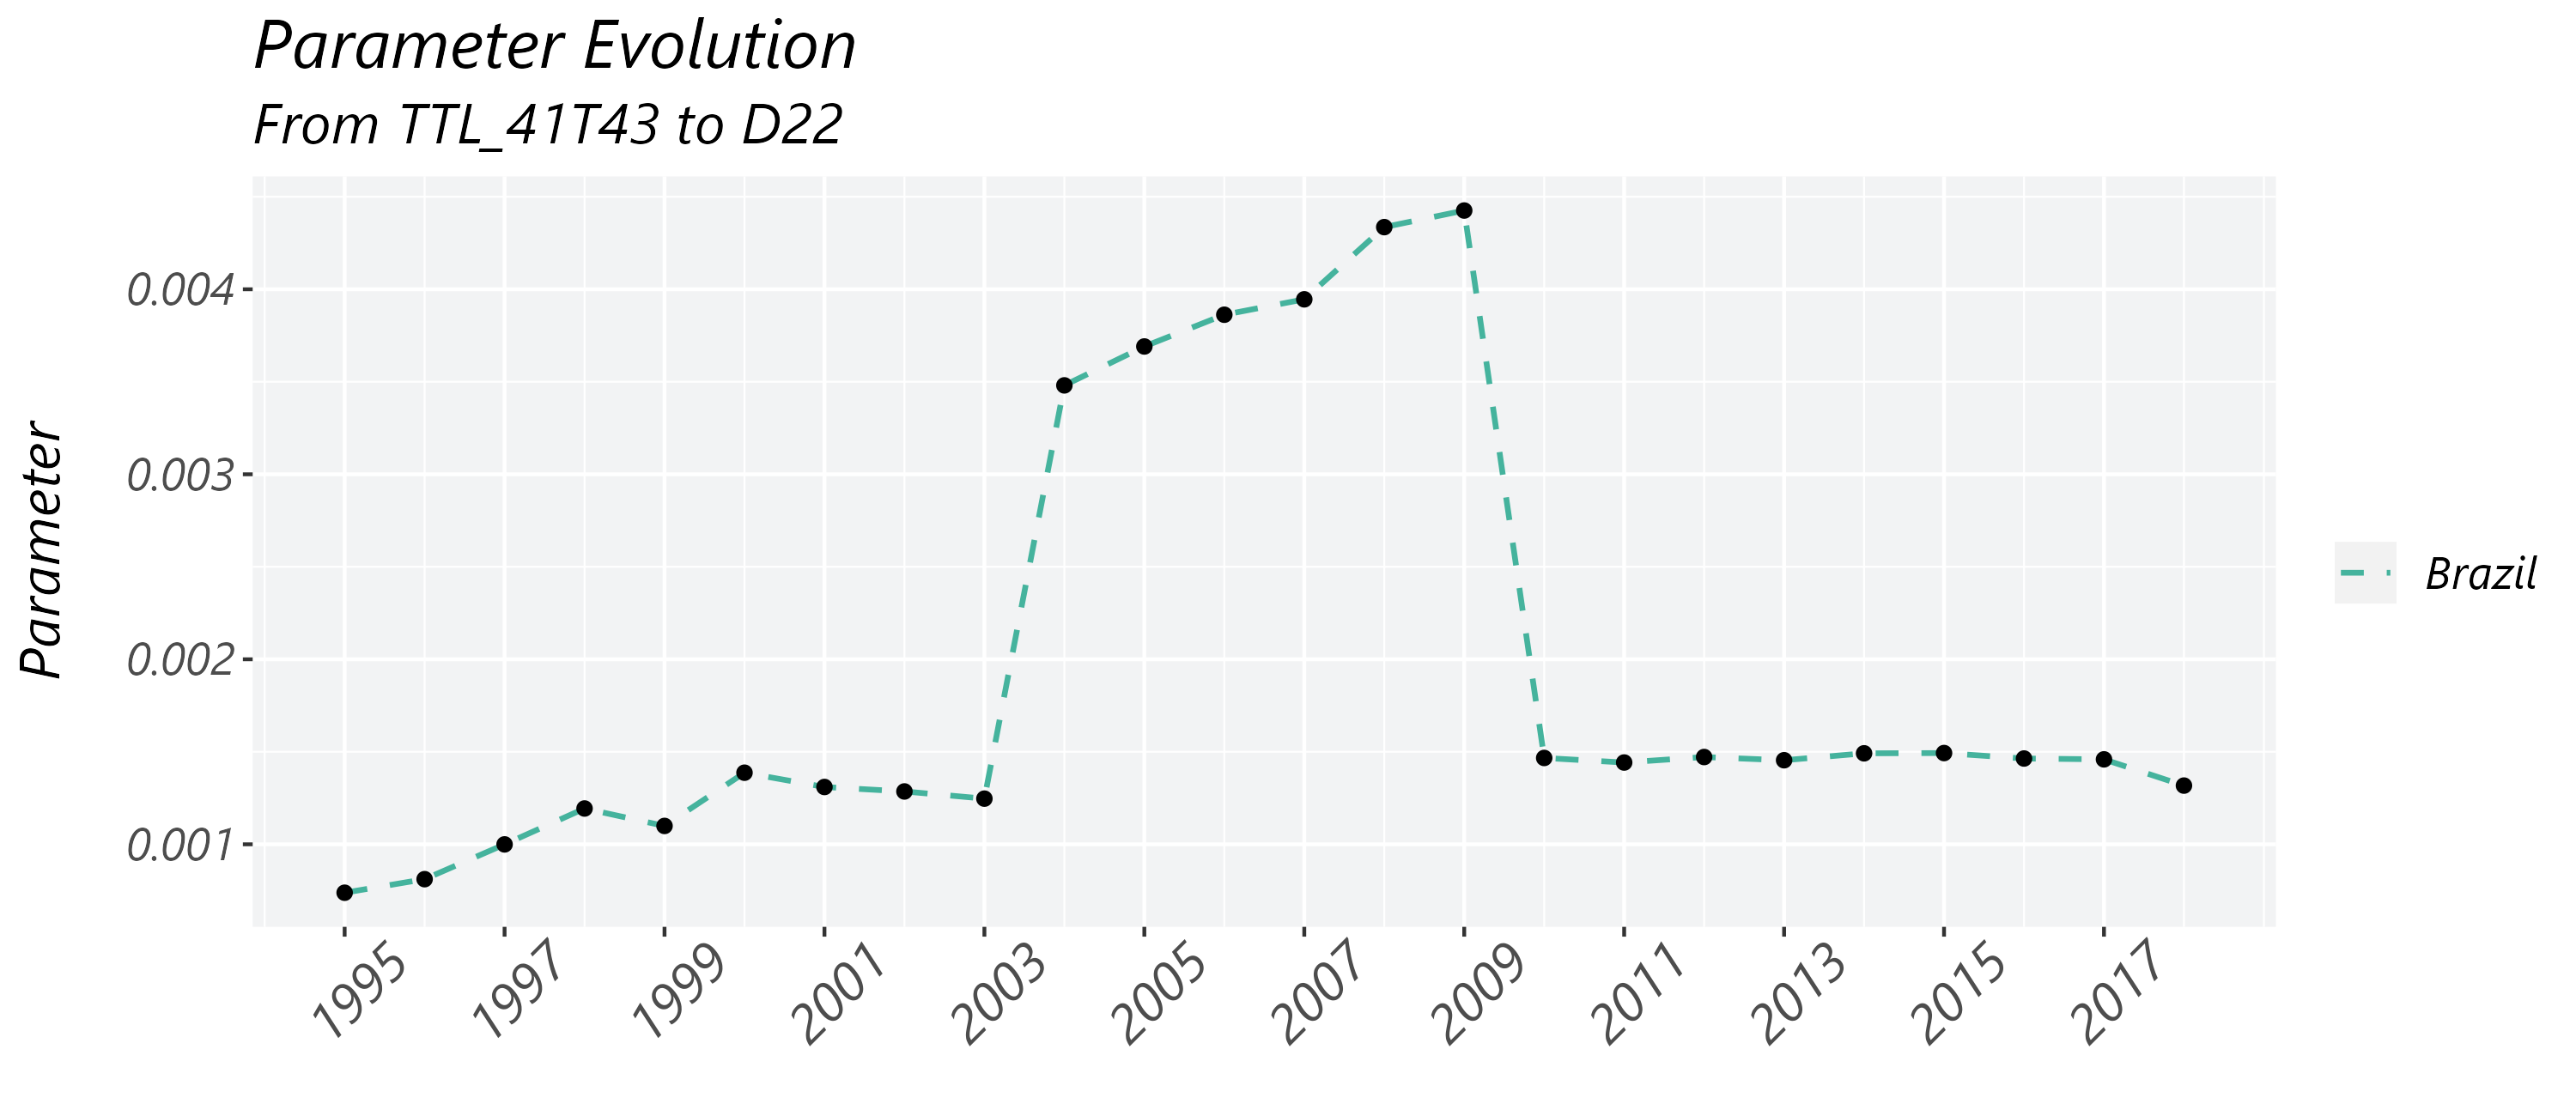 Parameter Evolution
From TTL_41T43 to D22
Parameter
0.004
0.003
0.002
0.001
1995 1997 1999 2001 2003 2005 2007 2009 2011 2013 2015 2017
Brazil